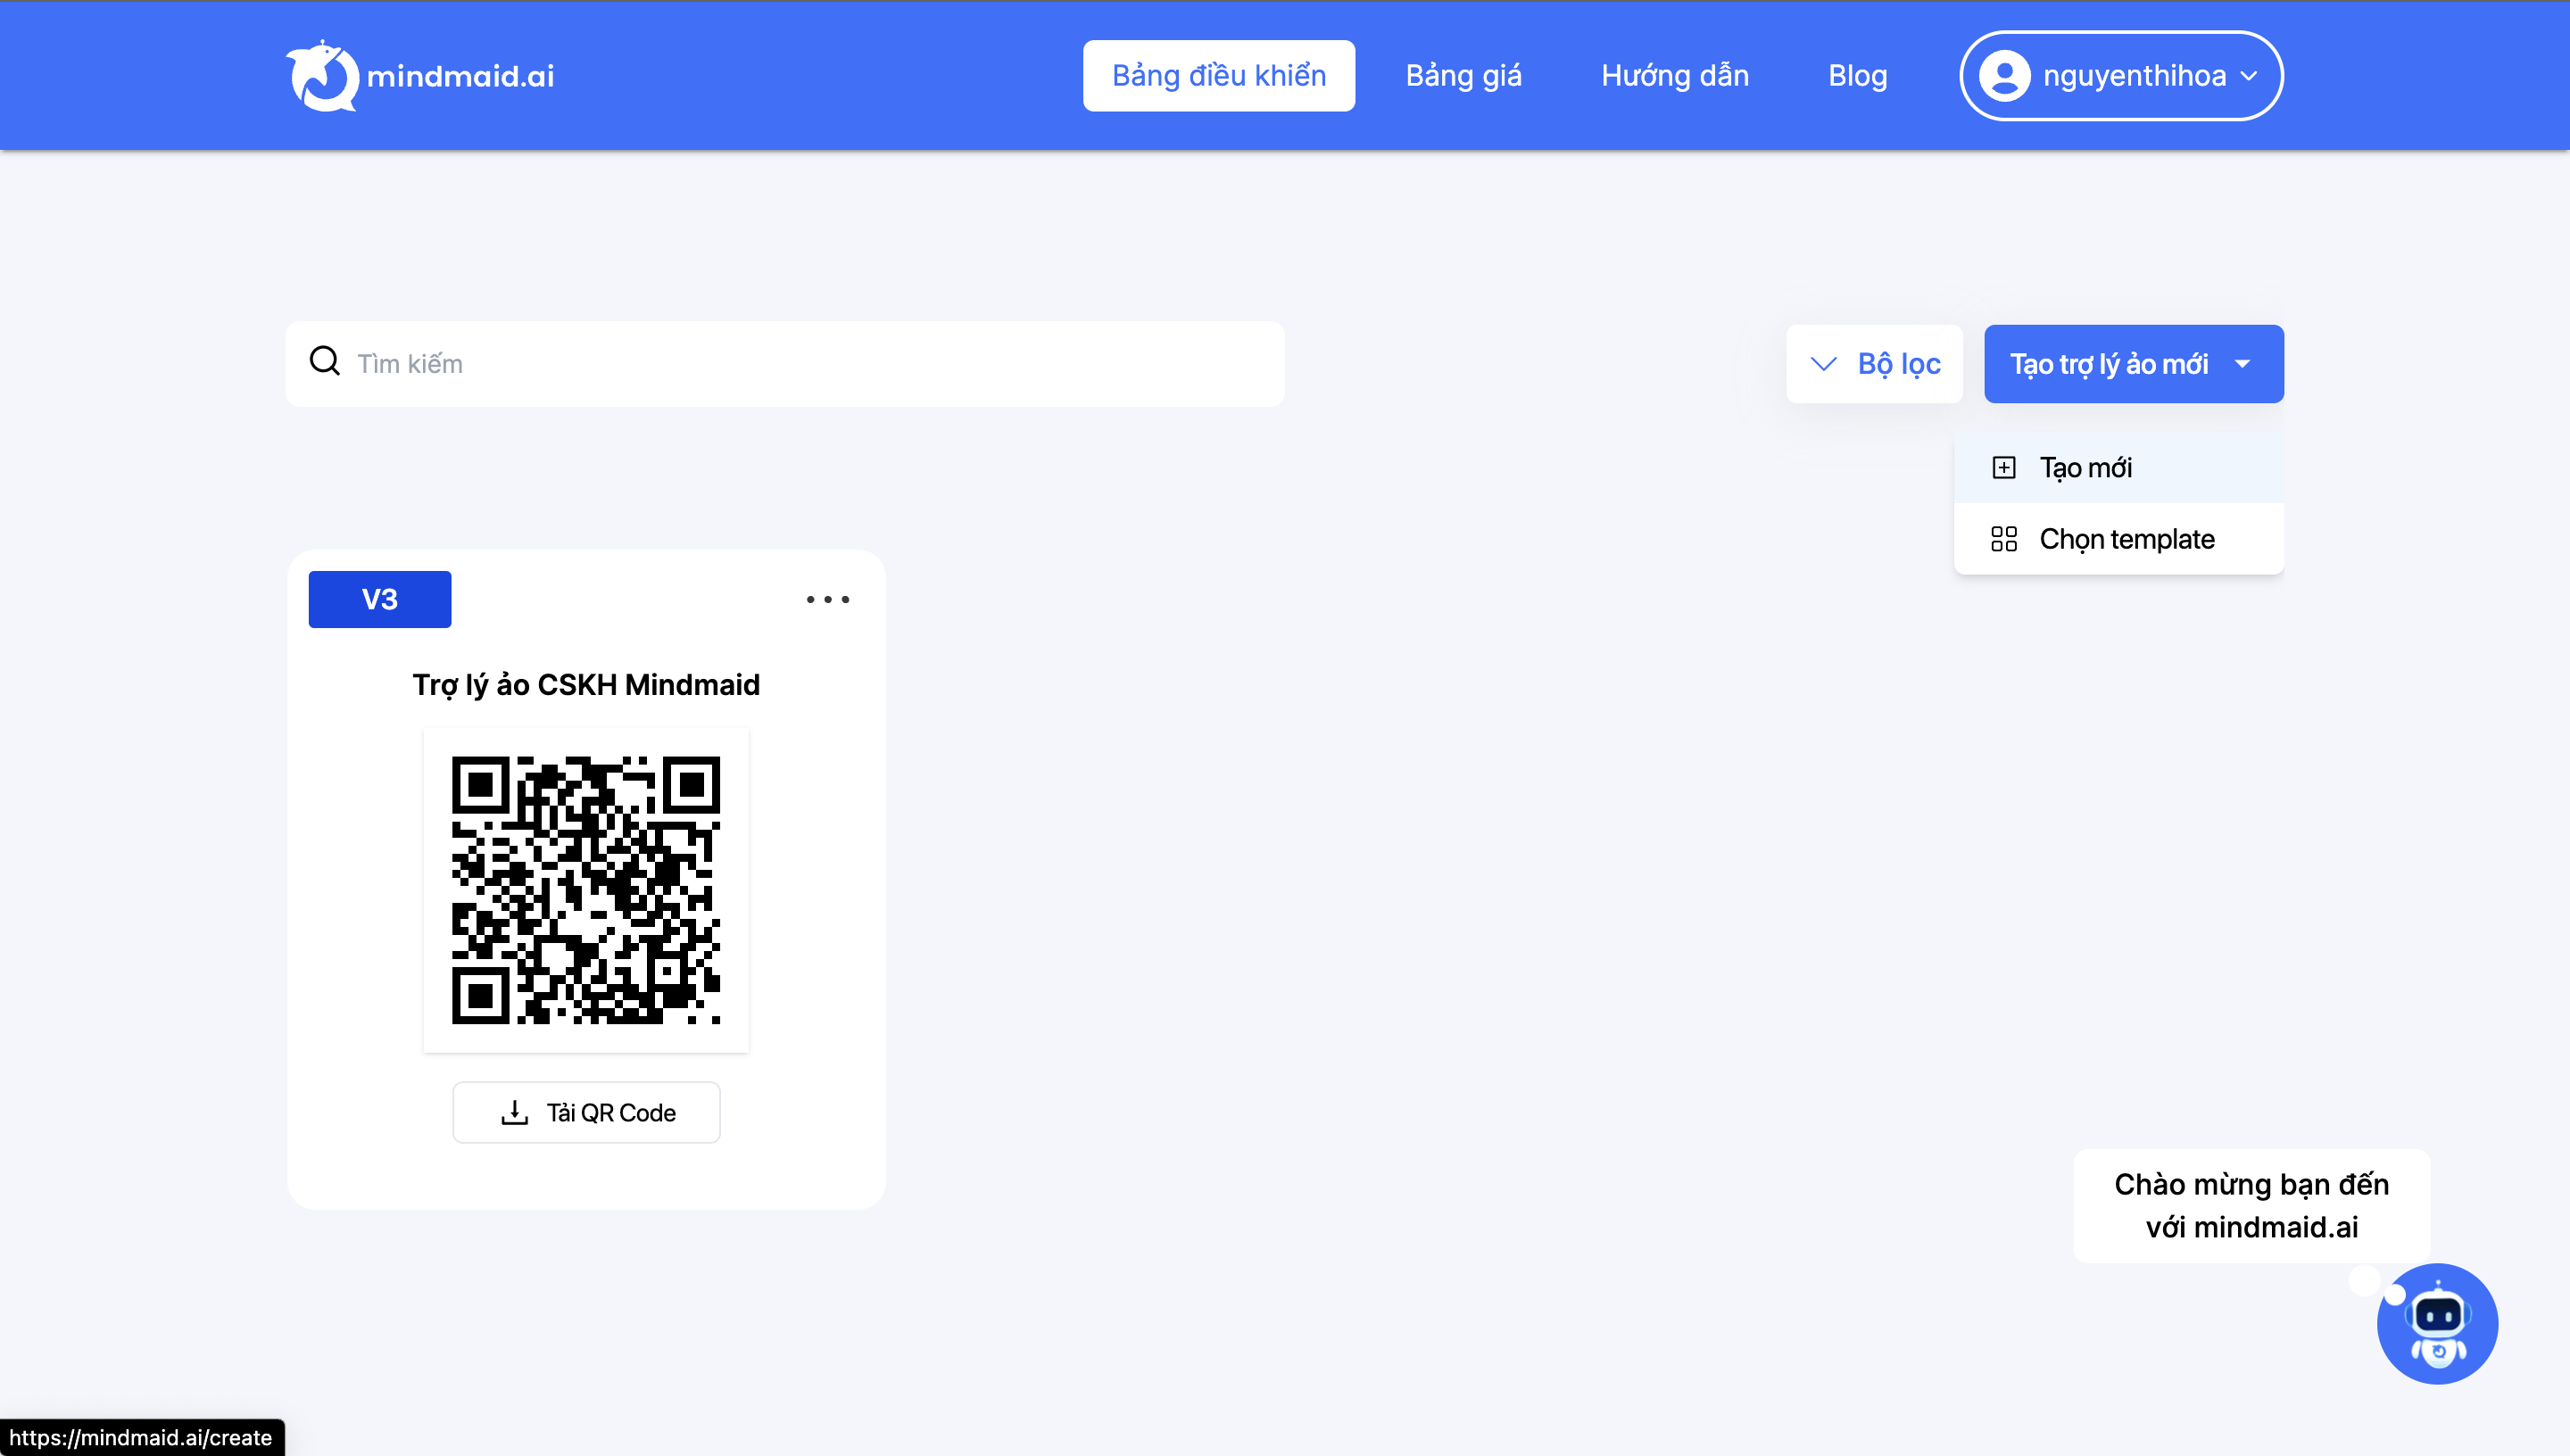 mindmaid.ai
Bảng điều khiển
Bảng giá
Hướng dẫn
Blog
nguyenthihoa
Tìm kiếm
Bộ lọc
Tạo trợ lý ảo mới
Tạo mới
Chọn template
V3
Trợ lý ảo CSKH Mindmaid
Tải QR Code
Chào mừng bạn đến
với mindmaid.ai
https://mindmaid.ai/create